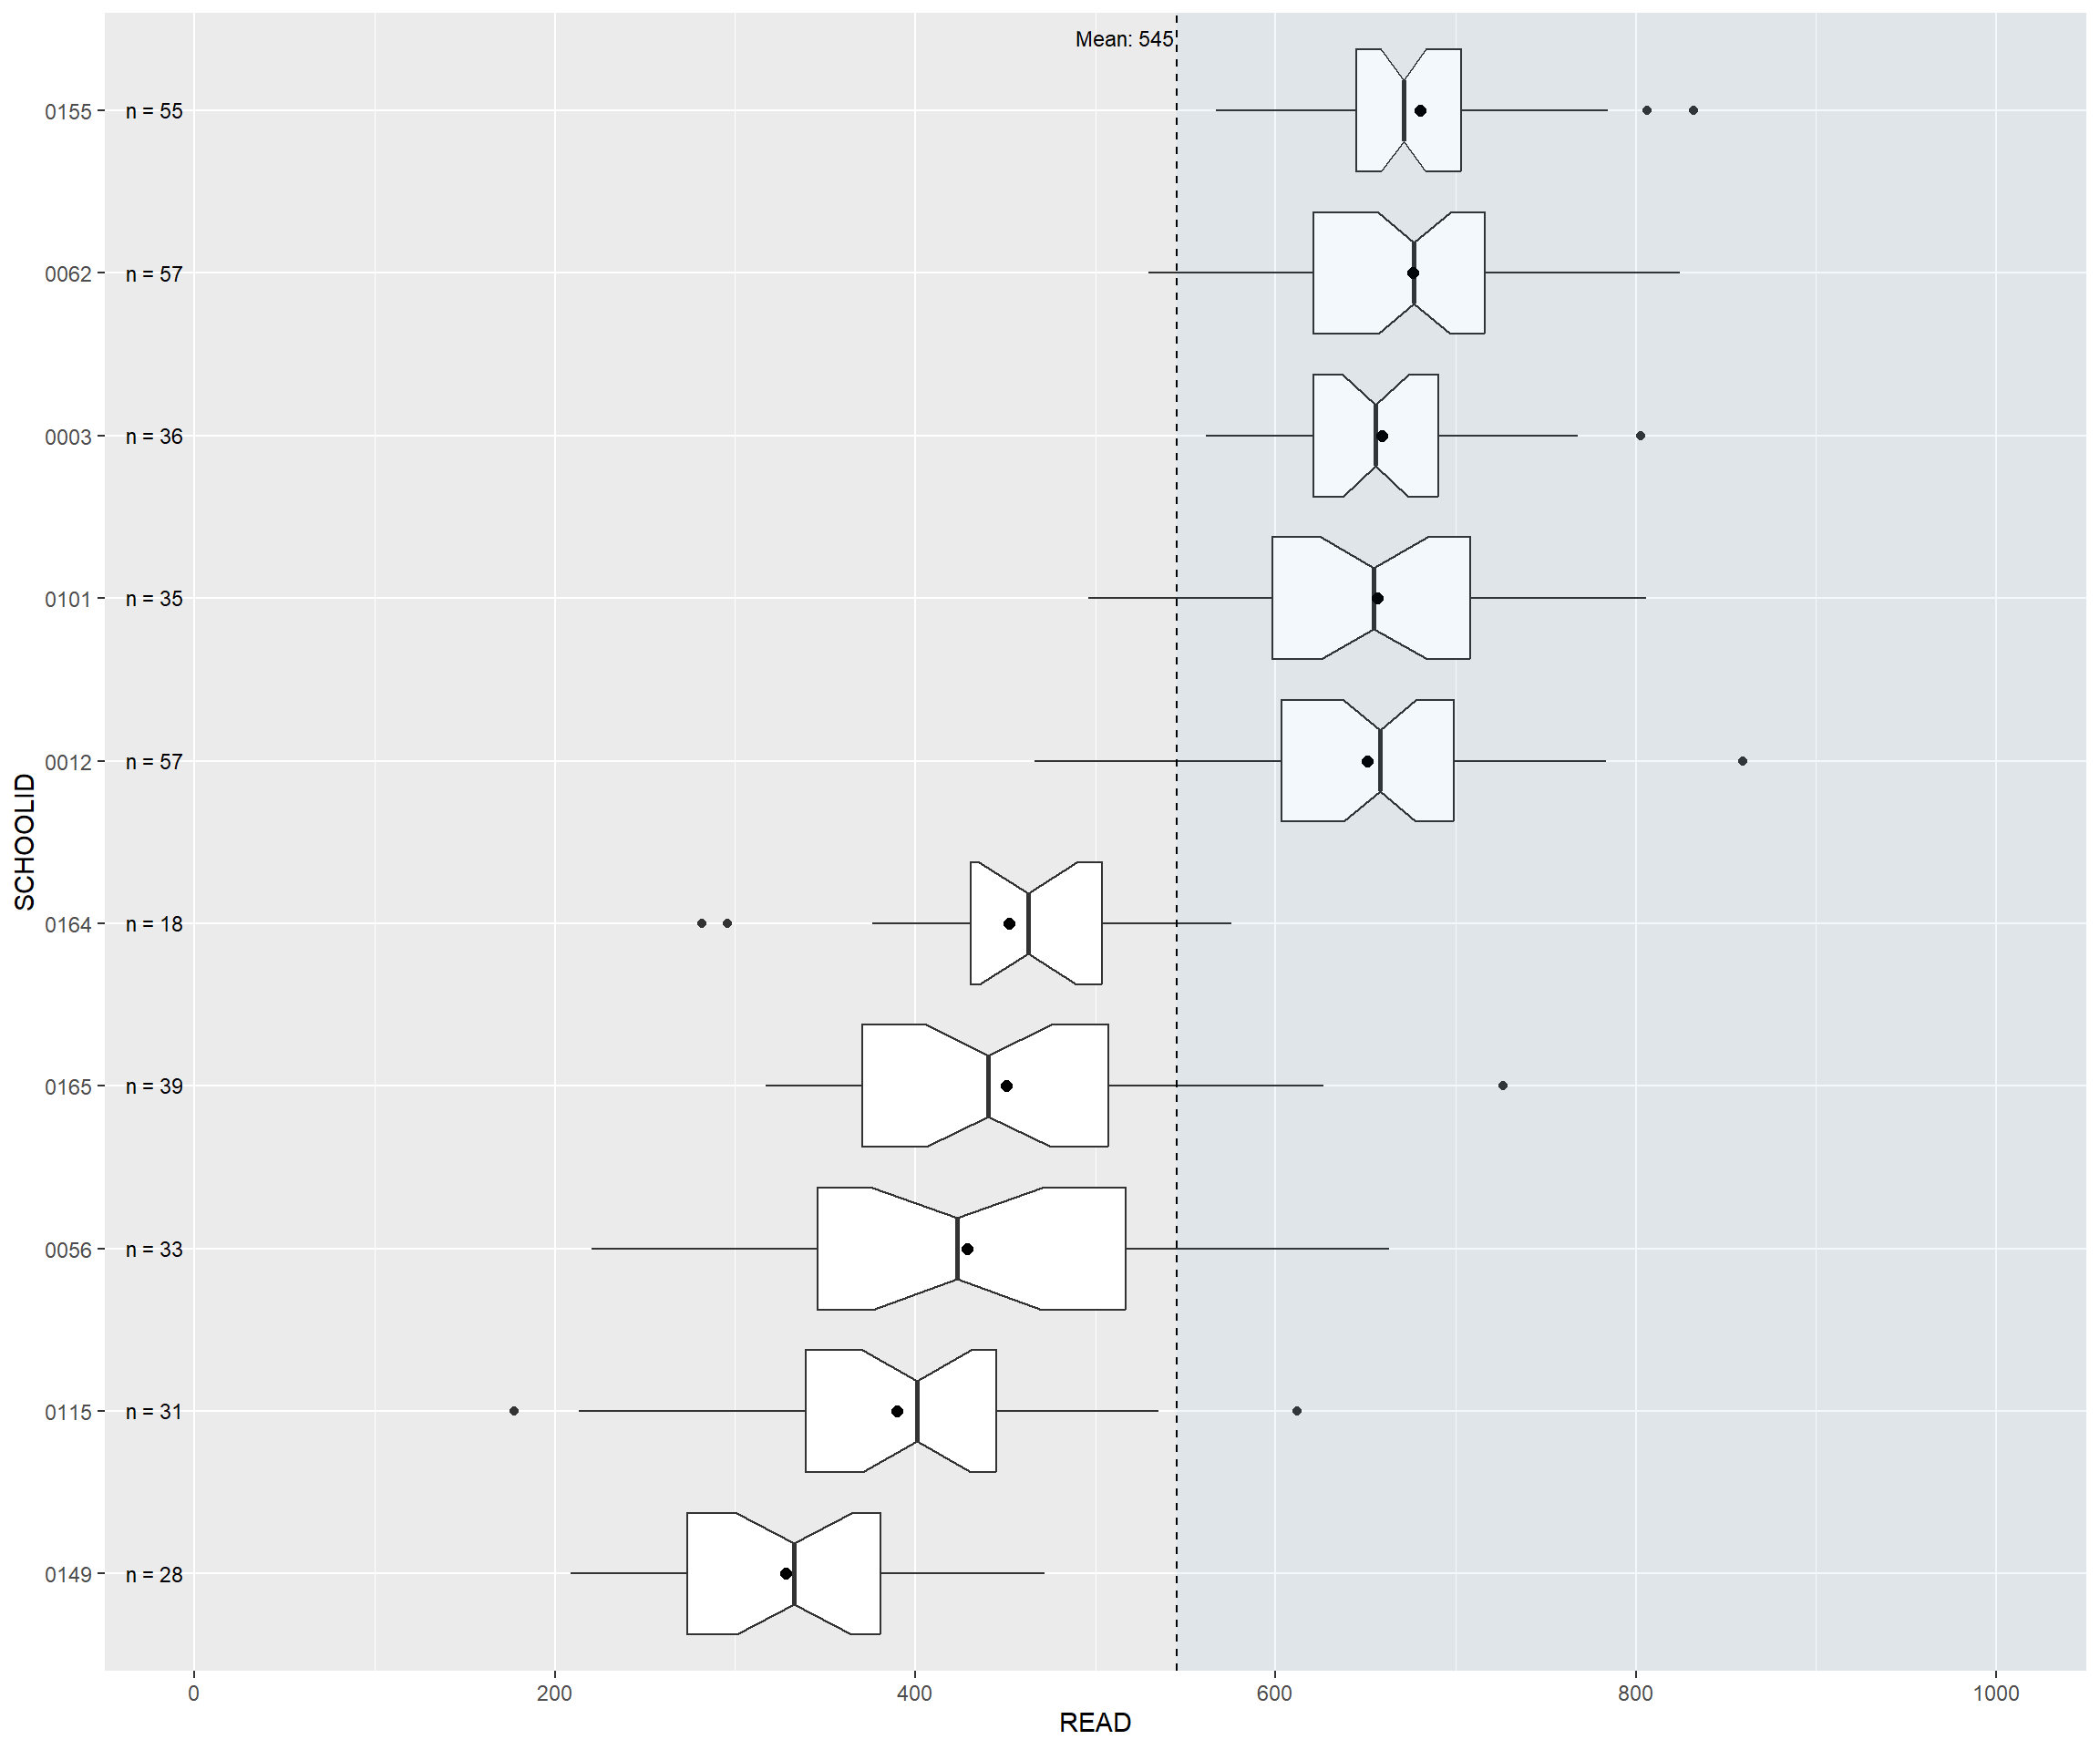 Mean: 545
0155 n = 55
0062 n = 57
0003 n = 36
0101 n = 35
0012 n = 57
SCHOOLID
0164 n = 18
0165 n = 39
0056 n = 33
0115 n = 31
0149 n = 28
0 200 400 600 800 1000
READ